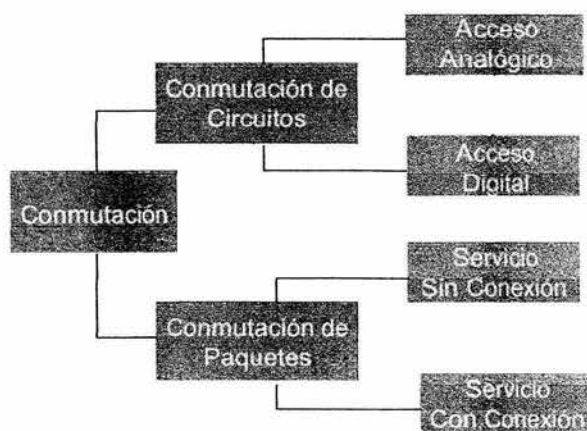 Acceso
Analógico
Conmutación de
Circuitos
Acceso
Digital
Conmutación
Servicio
Sin Conexión
Conmutación de
Paquetes
Servicio
Con Conexión